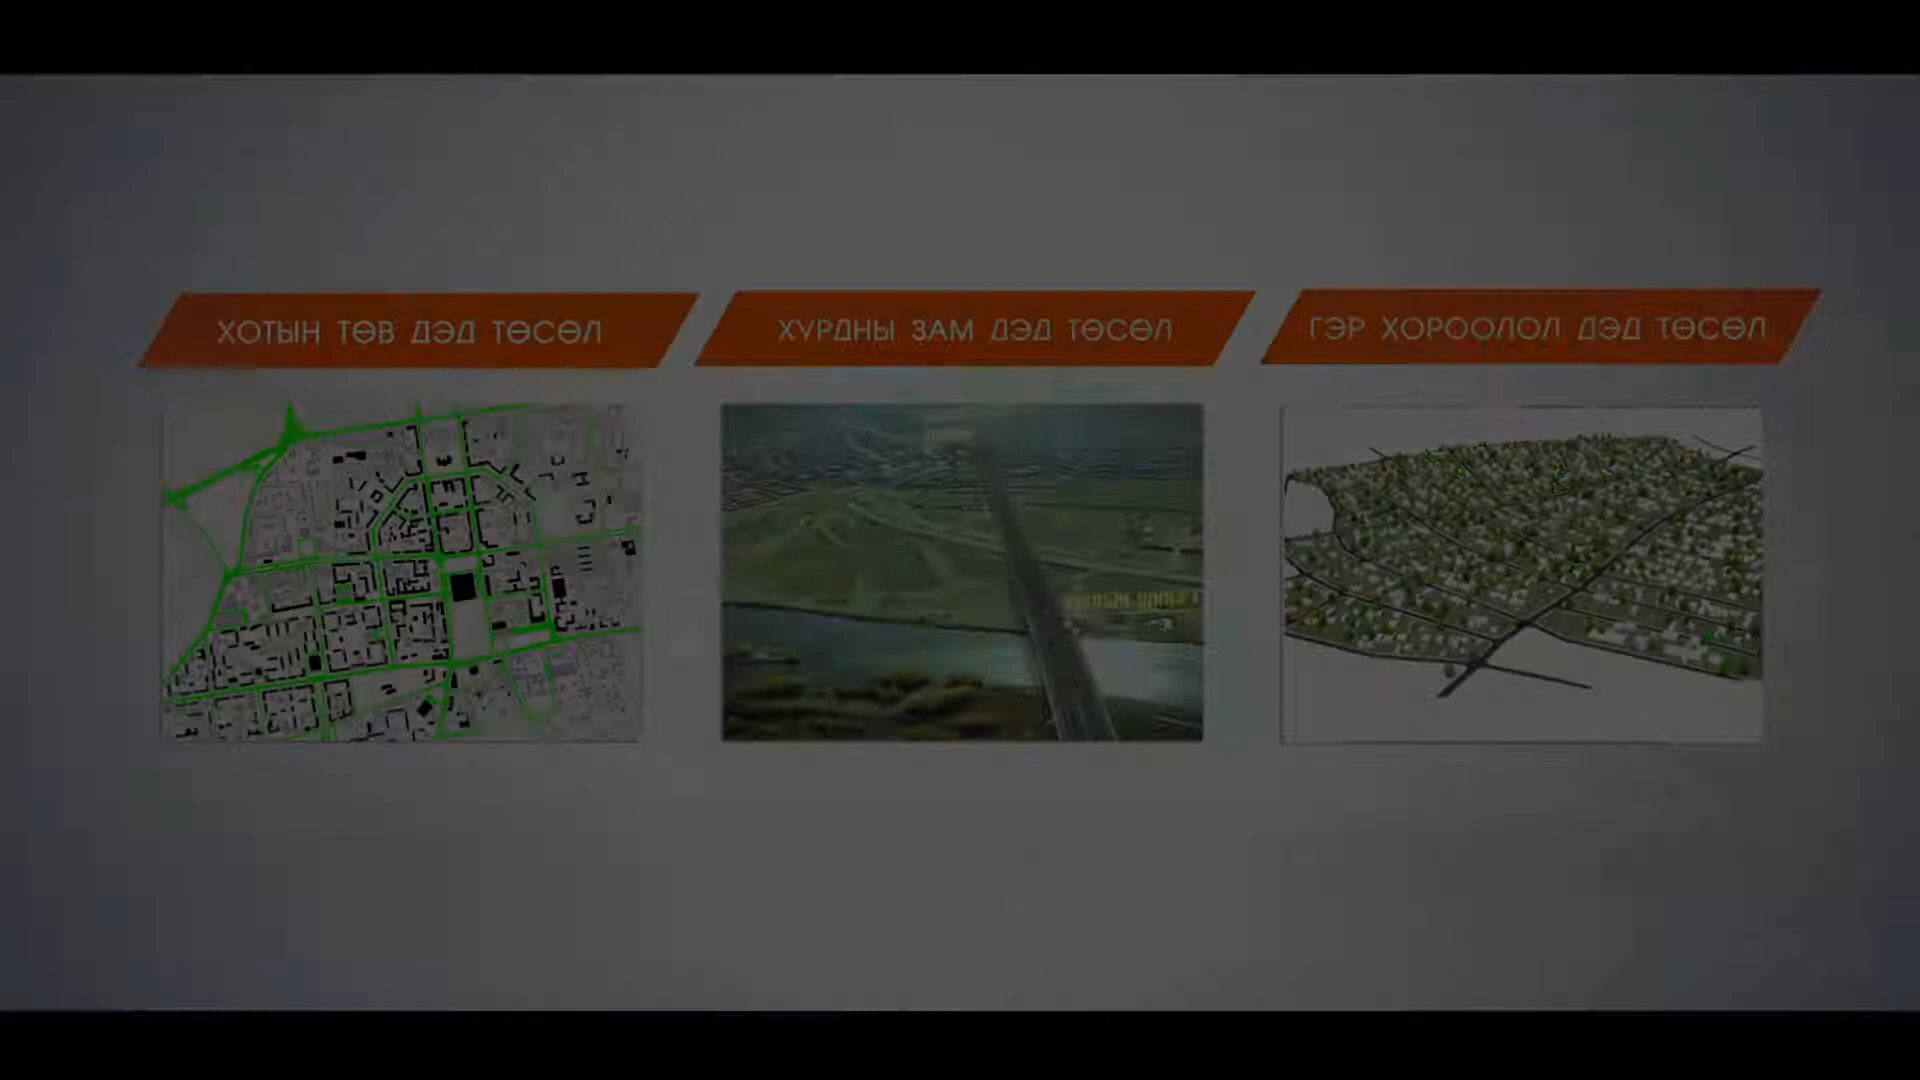 ХОТЫН ТӨВ ДЭД ТӨСӨЛ
ХУРДНЫ ЗАМ ДЭД ТӨСӨЛ
ГЭР ХОРООЛОЛ ДЭД ТӨСӨЛ